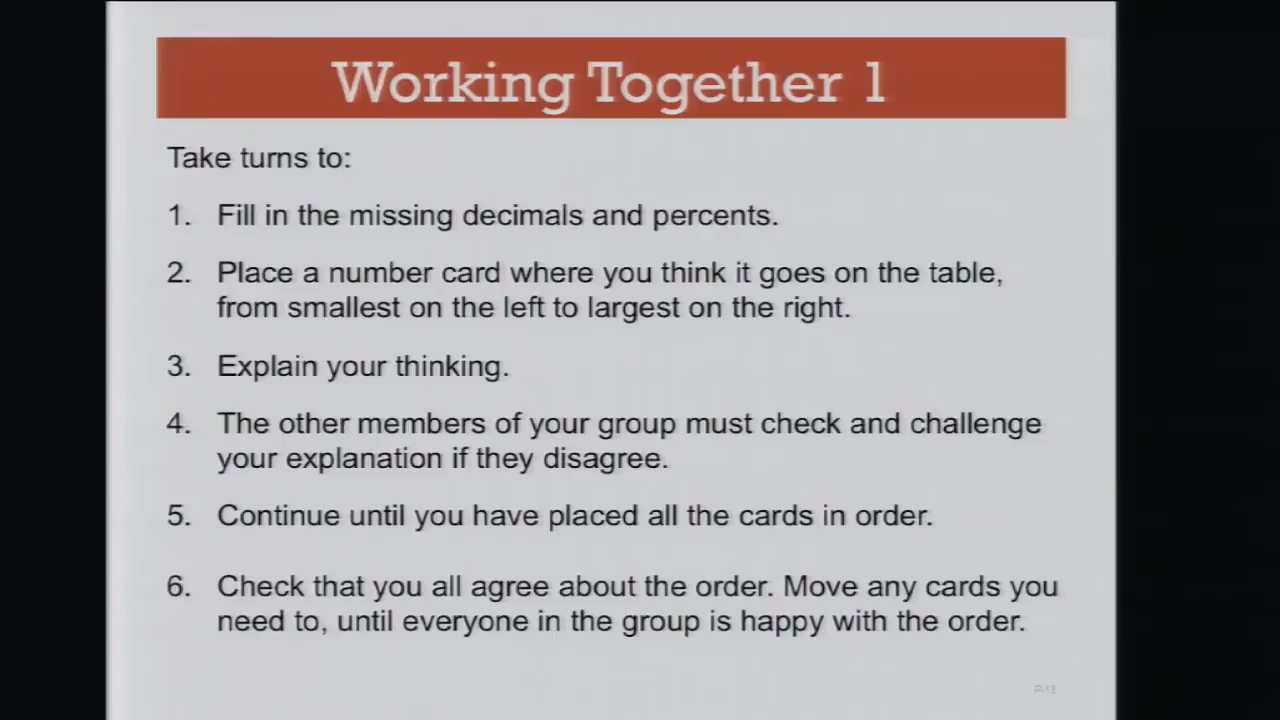 Working Together 1
Take turns to:
1. Fill in the missing decimals and percents.
2. Place a number card where you think it goes on the table,
from smallest on the left to largest on the right.
3. Explain your thinking.
4. The other members of your group must check and challenge
your explanation if they disagree.
5. Continue until you have placed all the cards in order.
6. Check that you all agree about the order. Move any cards you
need to, until everyone in the group is happy with the order.